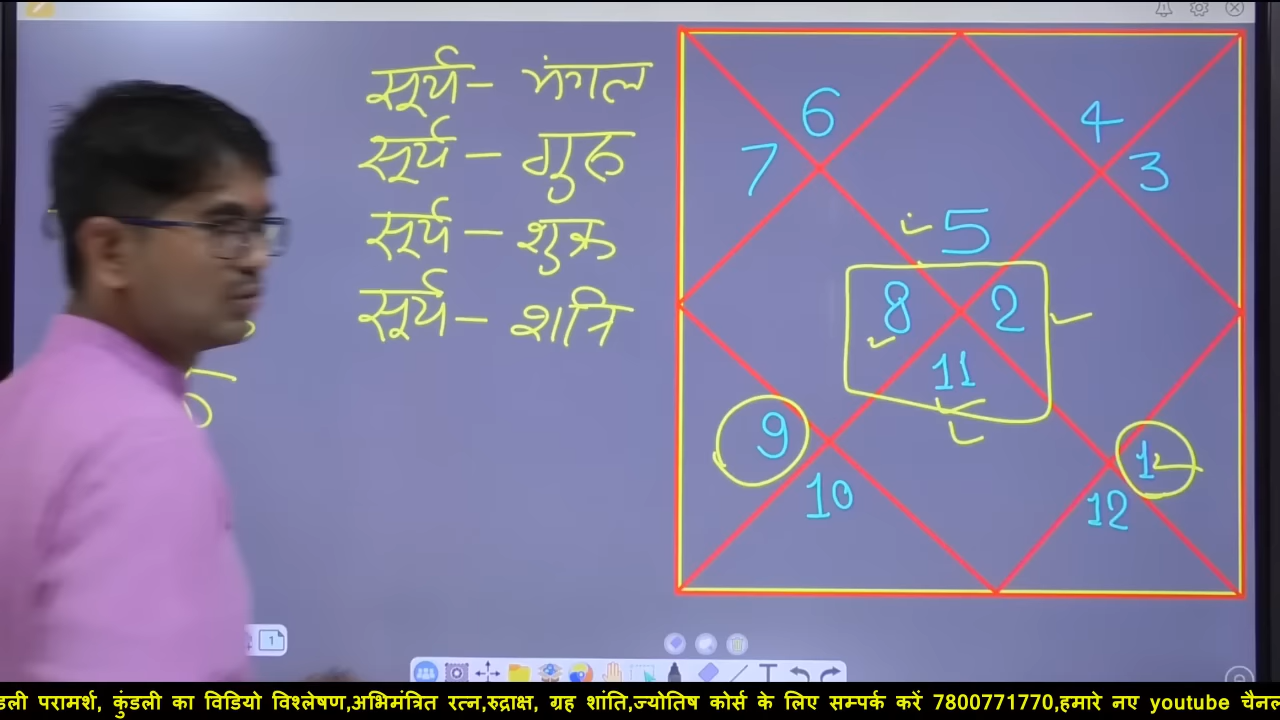 सूर्य - मंगल
सूर्य - गुरु
सूर्य - शुक्र
सूर्य - शनि
6
7
4
3
5
8
2
11
9
10
1
12
1
T
डली परामर्श, कुंडली का विडियो विश्लेषण,अभिमंत्रित रत्न,रुद्राक्ष, ग्रह शांति,ज्योतिष कोर्स के लिए सम्पर्क करें 7800771770,हमारे नए youtube चैनल